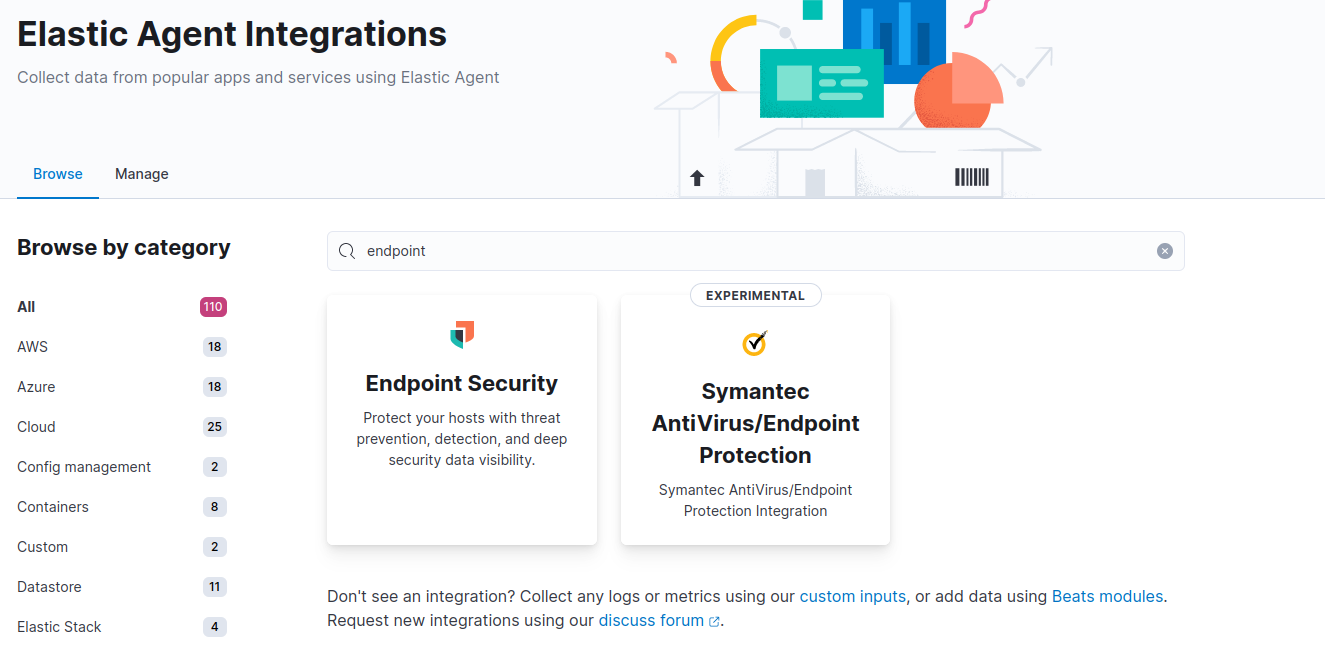 Elastic Agent Integrations
Collect data from popular apps and services using Elastic Agent
Browse
Manage
Browse by category
All 110
AWS 18
Azure 18
Cloud 25
Config management 2
Containers 8
Custom 2
Datastore 11
Elastic Stack 4
endpoint
Endpoint Security
Protect your hosts with threat
prevention, detection, and deep
security data visibility.
EXPERIMENTAL
Symantec
AntiVirus/Endpoint
Protection
Symantec AntiVirus/Endpoint
Protection Integration
Don't see an integration? Collect any logs or metrics using our custom inputs, or add data using Beats modules.
Request new integrations using our discuss forum.